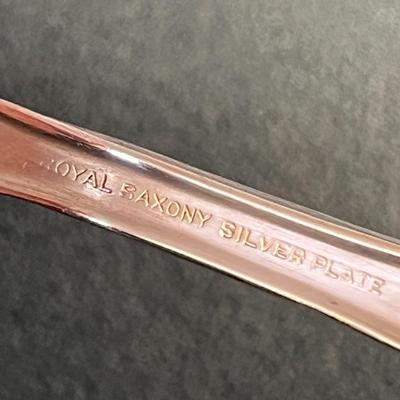 ROYAL SAXONY SILVER PLATE